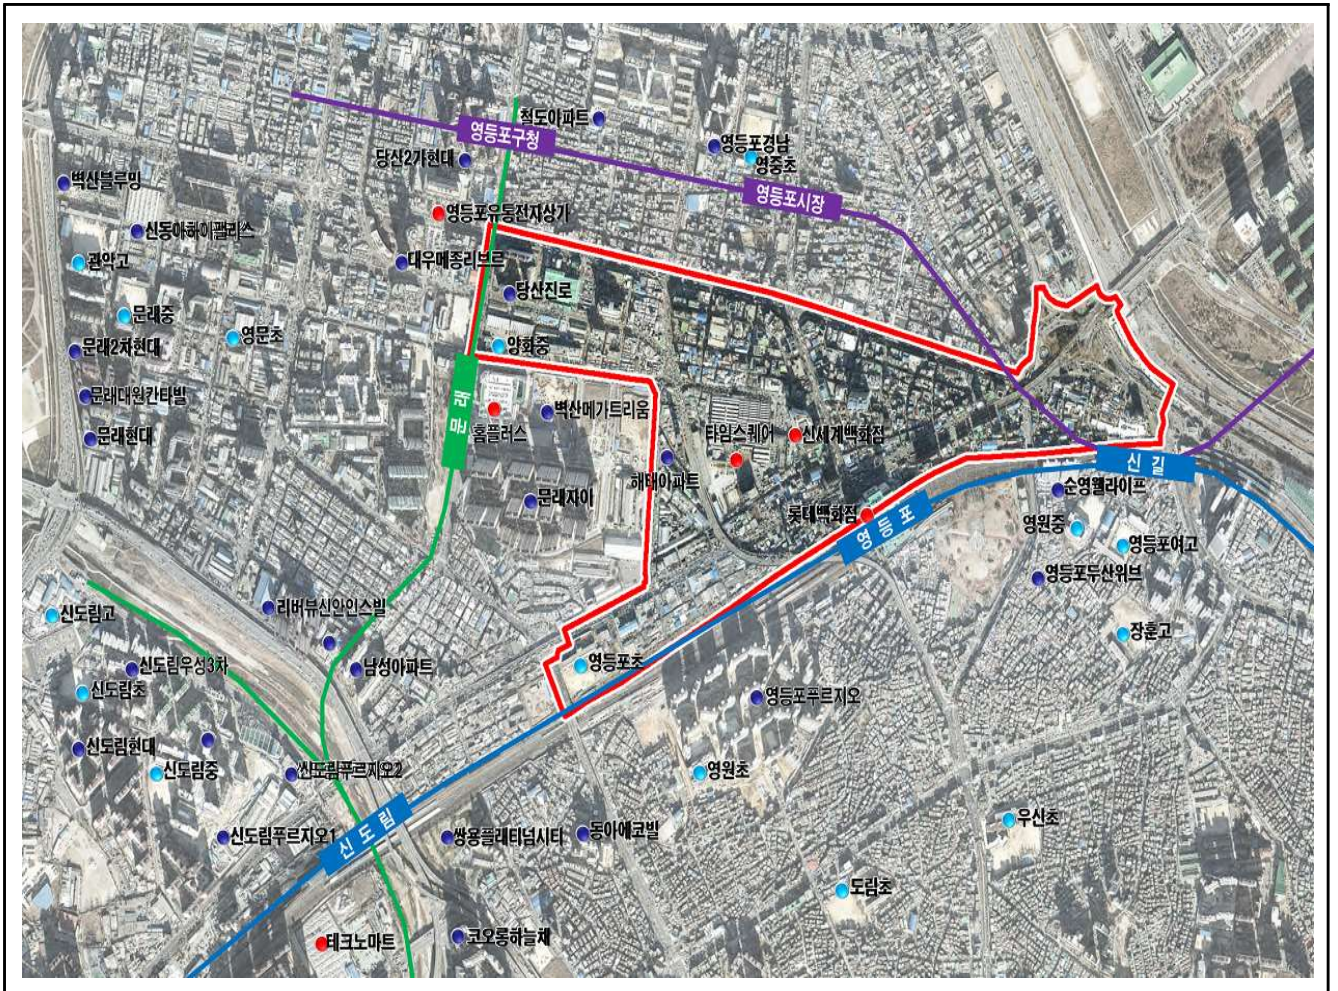 철도아파트
영등포구청
영등포경남
영중초
당산2가현대
벽산블루밍
영등포시장
영등포유통전자상가
신동아하이팰리스
관악고
대우메종리브르
당산진로
문래중
영문초
양화중
문래2차현대
문래대원칸타빌
문래
벽산메가트리움
홈플러스
타임스퀘어
신세계백화점
문래현대
신길
해태아파트
순영웰라이프
문래자이
롯데백화점
영등포
영원중
영등포여고
영등포두산위브
신도림고
리버뷰신안인스빌
장훈고
신도림우성3차
남성아파트
영등포초
신도림초
영등포푸르지오
신도림현대
신도림중
신도림푸르지오2
영원초
신도림푸르지오1
신도림
쌍용플래티넘시티
동아에코빌
우신초
도림초
테크노마트
코오롱하늘채